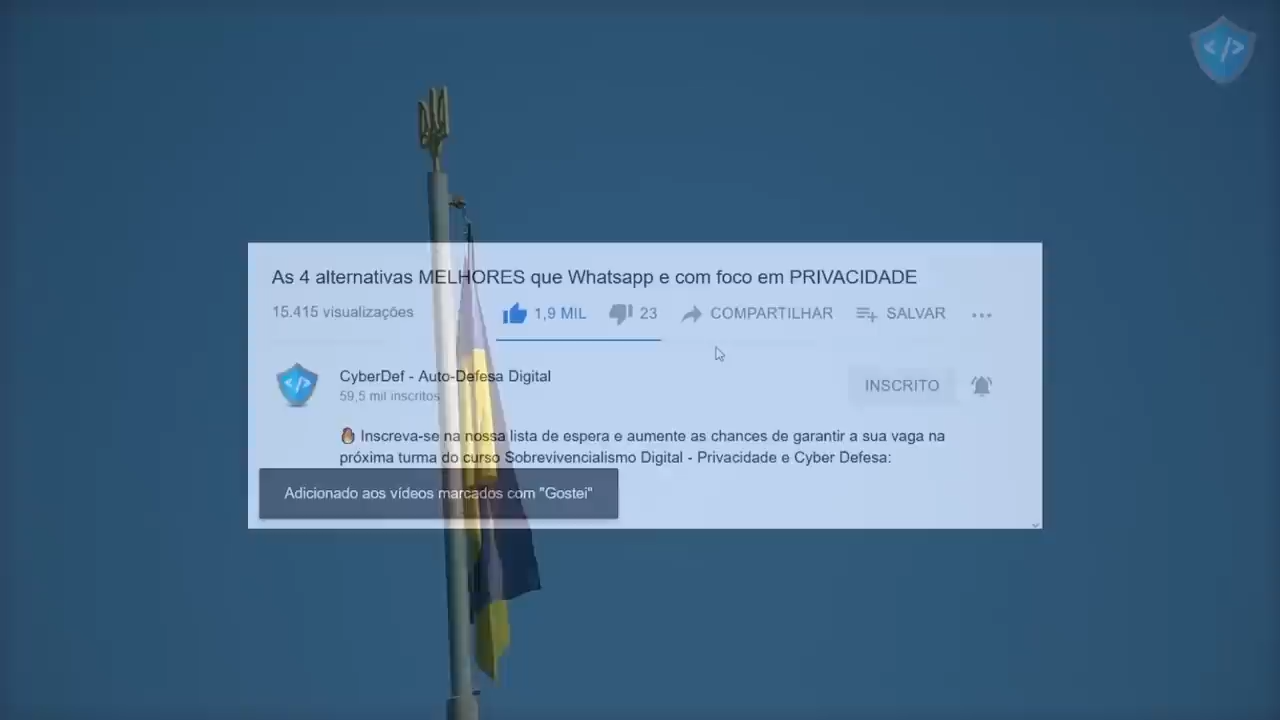 As 4 alternativas MELHORES que Whatsapp e com foco em PRIVACIDADE
15.415 visualizações 1,9 MIL 23 COMPARTILHAR SALVAR
CyberDef - Auto-Defesa Digital
59,5 mil inscritos
INSCRITO
🔥 Inscreva-se na nossa lista de espera e aumente as chances de garantir a sua vaga na
próxima turma do curso Sobrevivencialismo Digital - Privacidade e Cyber Defesa:
Adicionado aos vídeos marcados com "Gostei"